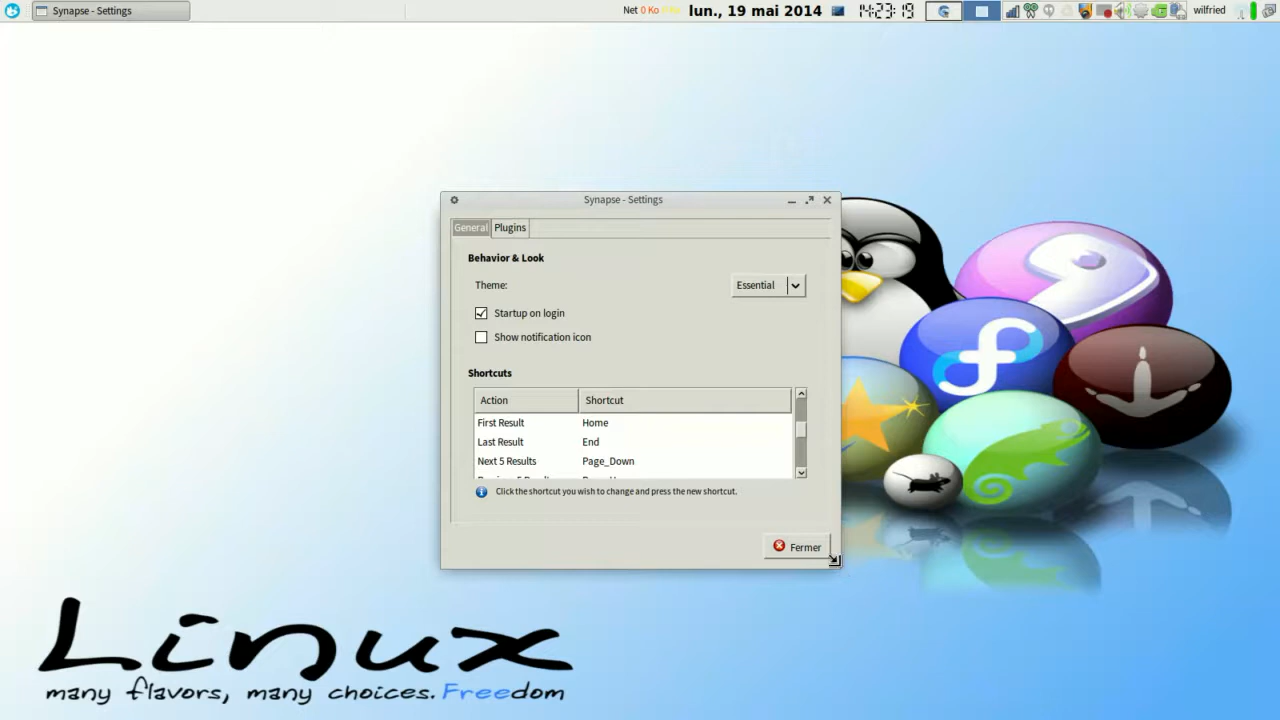 Synapse - Settings
Net 0 Ko
lun., 19 mai 2014
14:23:19
wilfried
Synapse - Settings
General
Plugins
Behavior & Look
Theme:
Essential
Startup on login
Show notification icon
Shortcuts
Action Shortcut
First Result Home
Last Result End
Next 5 Results Page_Down
Click the shortcut you wish to change and press the new shortcut.
Fermer
Linux
many flavors, many choices. Freedom